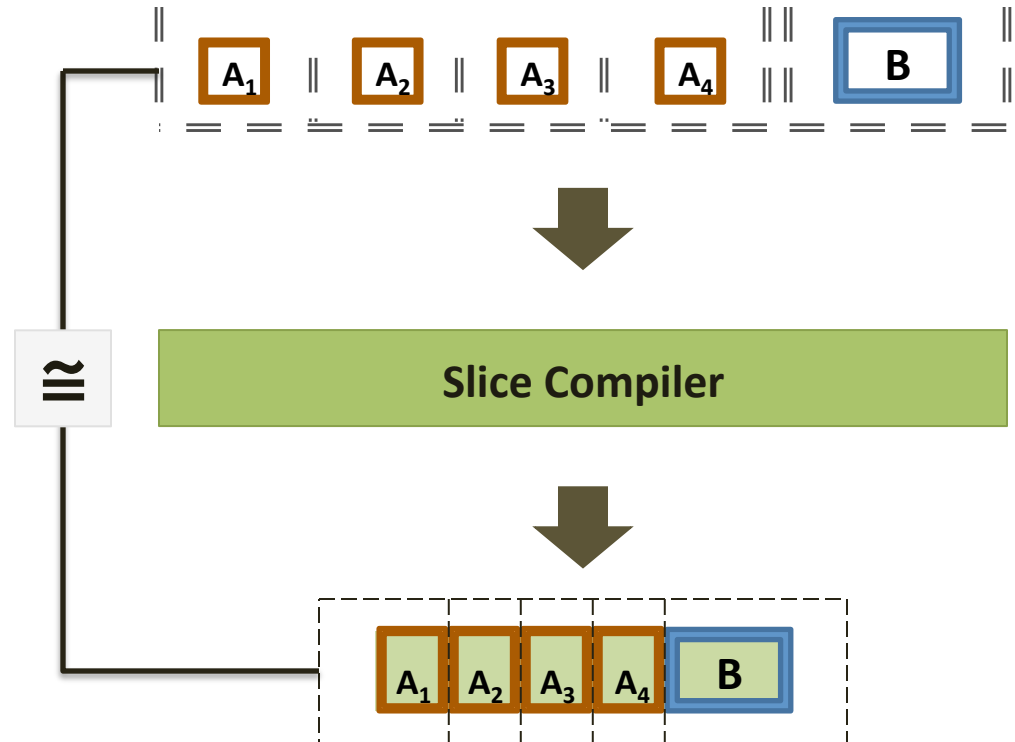 A₁ A₂ A₃ A₄ B
≅
Slice Compiler
A₁ A₂ A₃ A₄ B